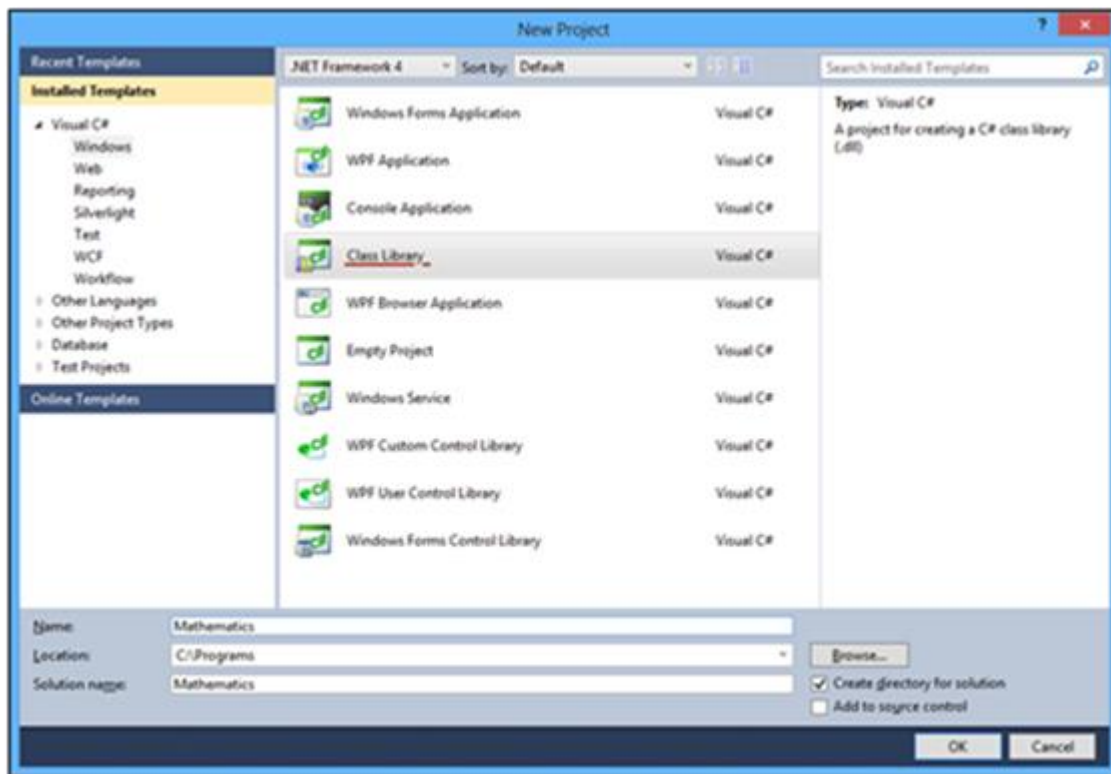 New Project
?
Recent Templates
Installed Templates
Visual C#
Windows
Web
Reporting
Silverlight
Test
WCF
Workflow
Other Languages
Other Project Types
Database
Test Projects
Online Templates
.NET Framework 4
Sort by: Default
Windows Forms Application Visual C#
WPF Application Visual C#
Console Application Visual C#
Class Library Visual C#
WPF Browser Application Visual C#
Empty Project Visual C#
Windows Service Visual C#
WPF Custom Control Library Visual C#
WPF User Control Library Visual C#
Windows Forms Control Library Visual C#
Search Installed Templates
Type: Visual C#
A project for creating a C# class library
(.dll)
Name: Mathematics
Location: C:\Programs
Browse...
Solution name: Mathematics
Create directory for solution
Add to source control
OK Cancel